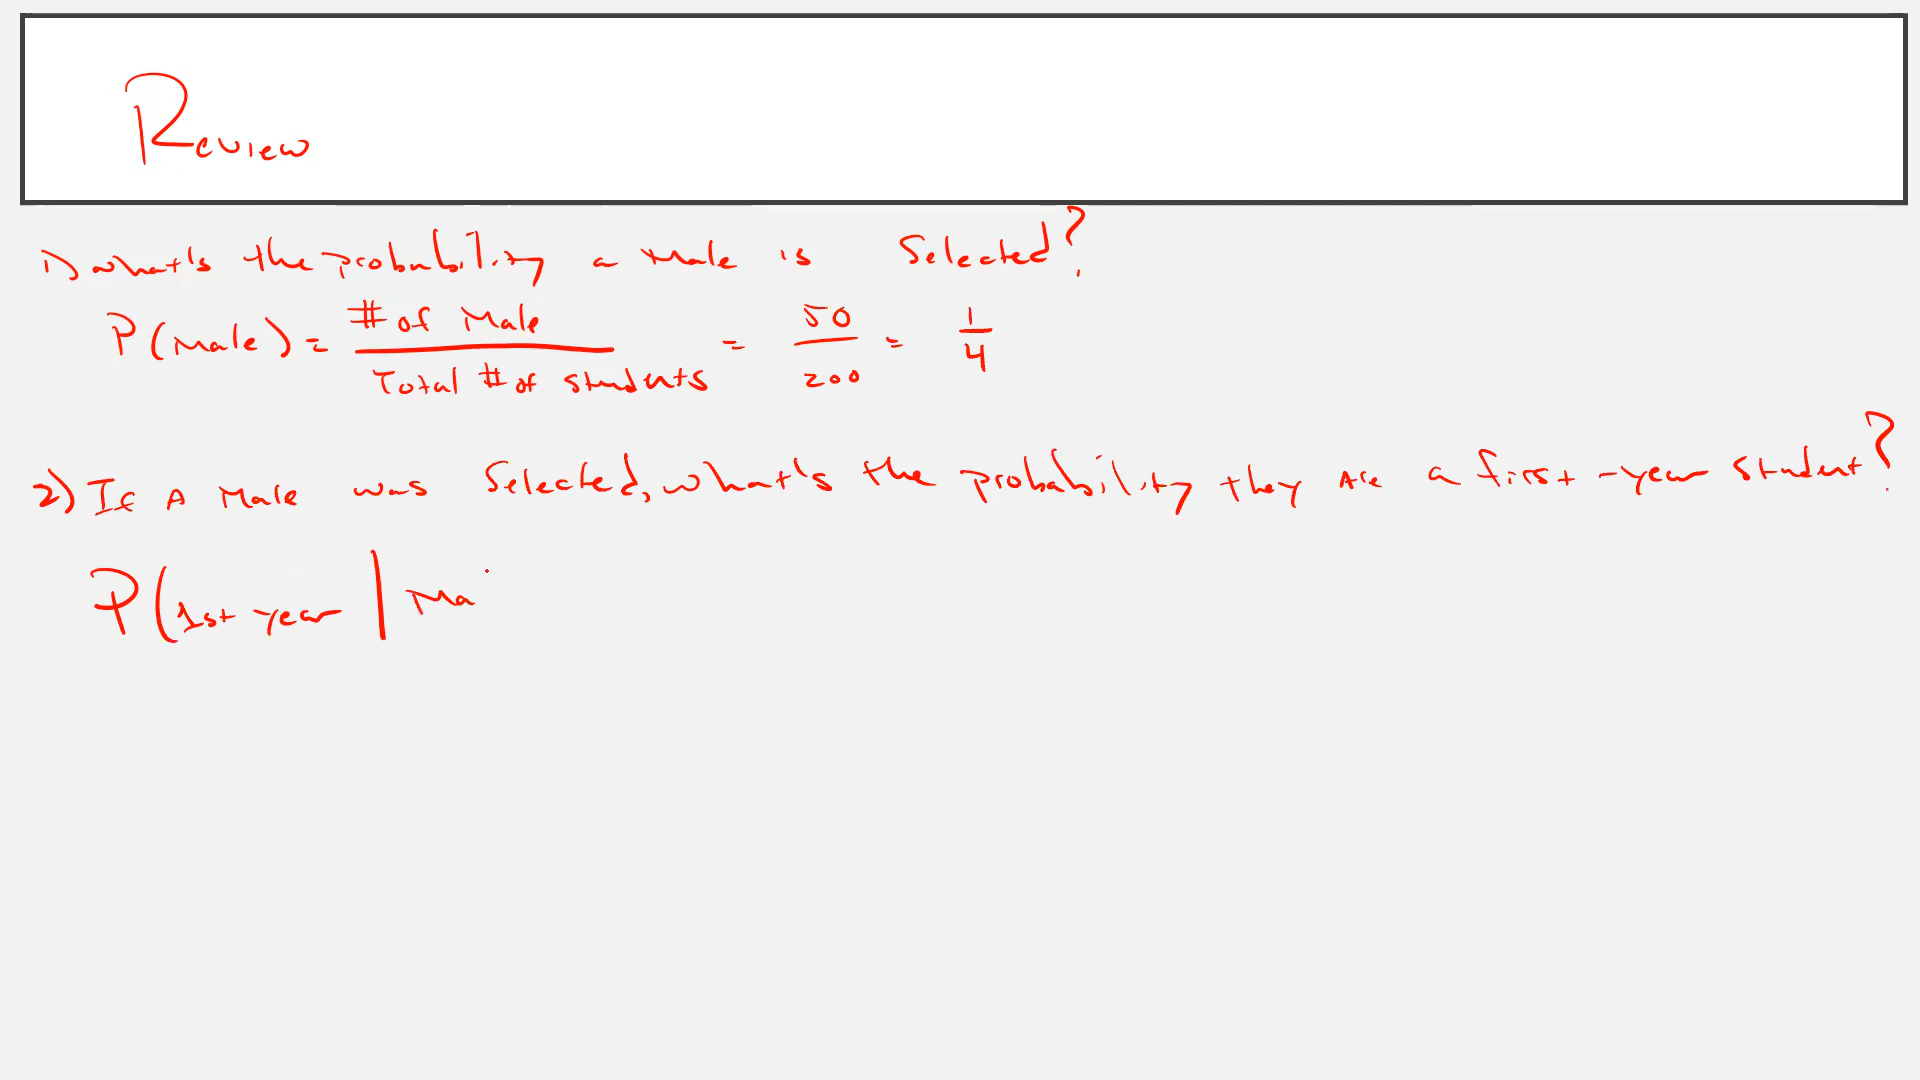 Review
1) what's the probability a Male is Selected?
P(Male) = # of Male / Total # of students = 50 / 200 = 1 / 4
2) If A Male was Selected, what's the probability they Are a first-year student?
P(1st-year | Ma